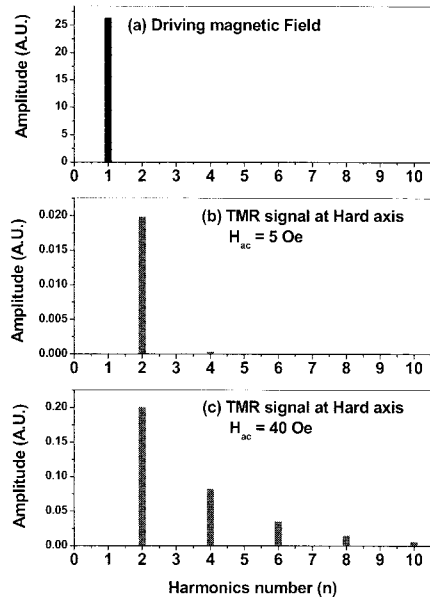 (a) Driving magnetic Field
Amplitude (A.U.)
25
20
15
10
5
0
0 1 2 3 4 5 6 7 8 9 10
(b) TMR signal at Hard axis
H_ac = 5 Oe
Amplitude (A.U.)
0.020
0.015
0.010
0.005
0.000
0 1 2 3 4 5 6 7 8 9 10
(c) TMR signal at Hard axis
H_ac = 40 Oe
Amplitude (A.U.)
0.20
0.15
0.10
0.05
0.00
0 1 2 3 4 5 6 7 8 9 10
Harmonics number (n)